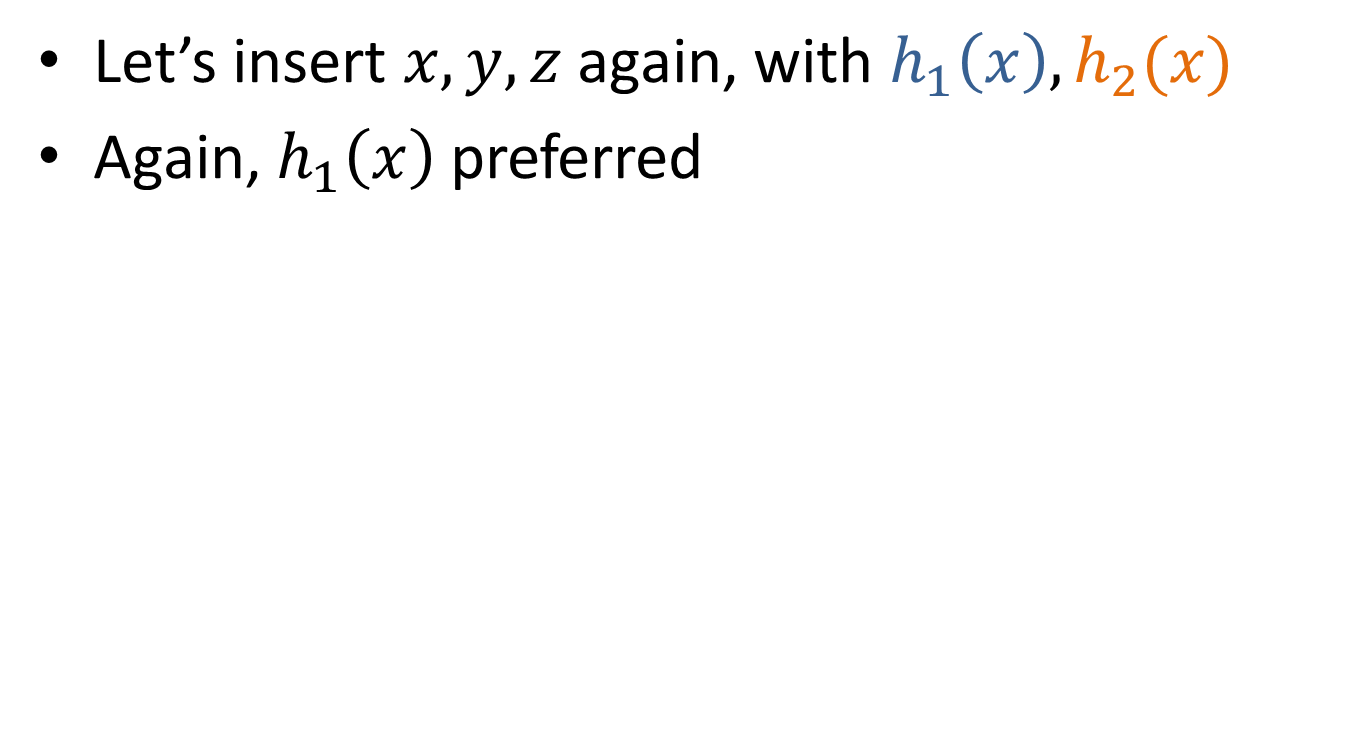 • Let’s insert x, y, z again, with h₁(x), h₂(x)
• Again, h₁(x) preferred